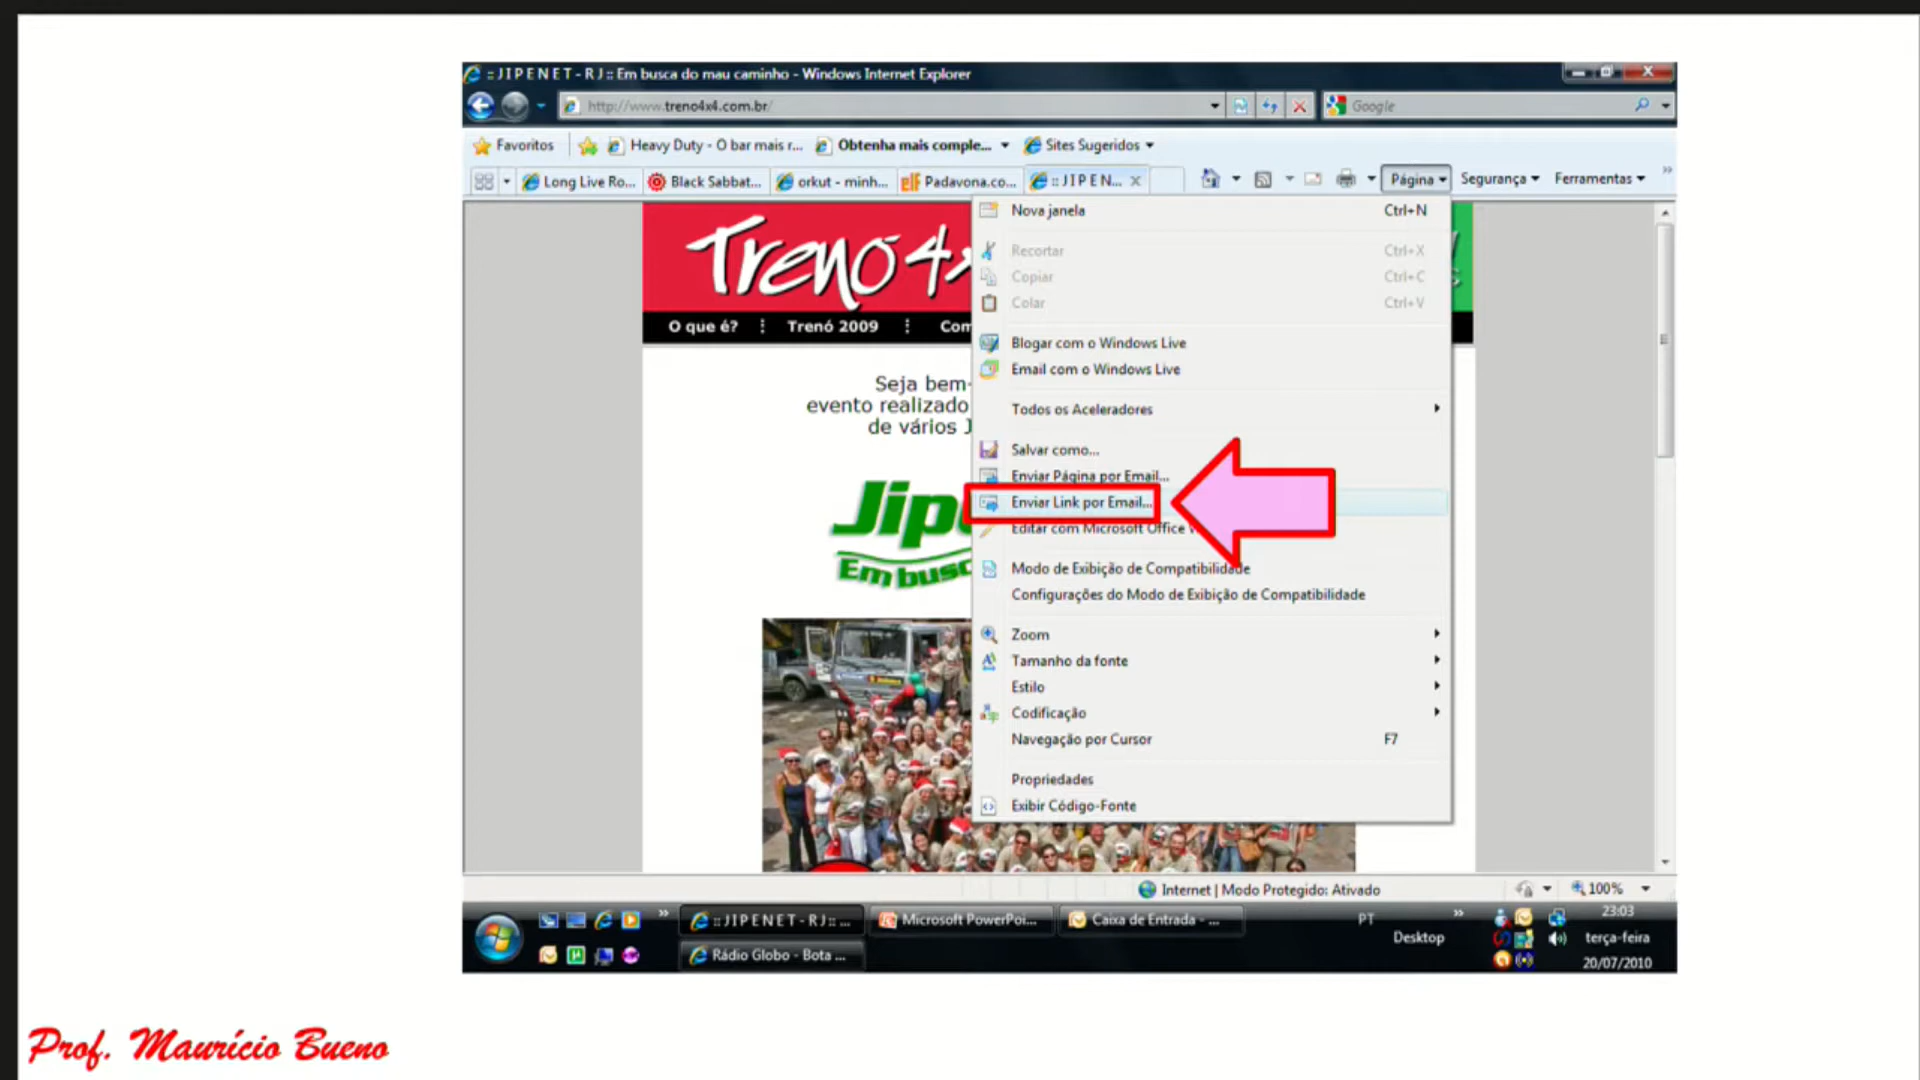 :: J I P E N E T - R J :: Em busca do mau caminho - Windows Internet Explorer
http://www.treno4x4.com.br/
Google
Favoritos
Heavy Duty - O bar mais r...
Obtenha mais comple...
Sites Sugeridos
Long Live Ro...
Black Sabbat...
orkut - minh...
Padavona.co...
:: J I P E N...
Página
Segurança
Ferramentas
Nova janela Ctrl+N
Recortar Ctrl+X
Copiar Ctrl+C
Colar Ctrl+V
Blogar com o Windows Live
Email com o Windows Live
Todos os Aceleradores
Salvar como...
Enviar Página por Email...
Enviar Link por Email...
Editar com Microsoft Office
Modo de Exibição de Compatibilidade
Configurações do Modo de Exibição de Compatibilidade
Zoom
Tamanho da fonte
Estilo
Codificação
Navegação por Cursor F7
Propriedades
Exibir Código-Fonte
Trenó 4x
O que é? Trenó 2009 Com
Seja bem-
evento realizado
de vários J
Jip
Em busc
Internet | Modo Protegido: Ativado
100%
:: J I P E N E T - R J :: ...
Microsoft PowerPoi...
Caixa de Entrada - ...
Rádio Globo - Bota ...
PT
Desktop
23:03
terça-feira
20/07/2010
Prof. Maurício Bueno